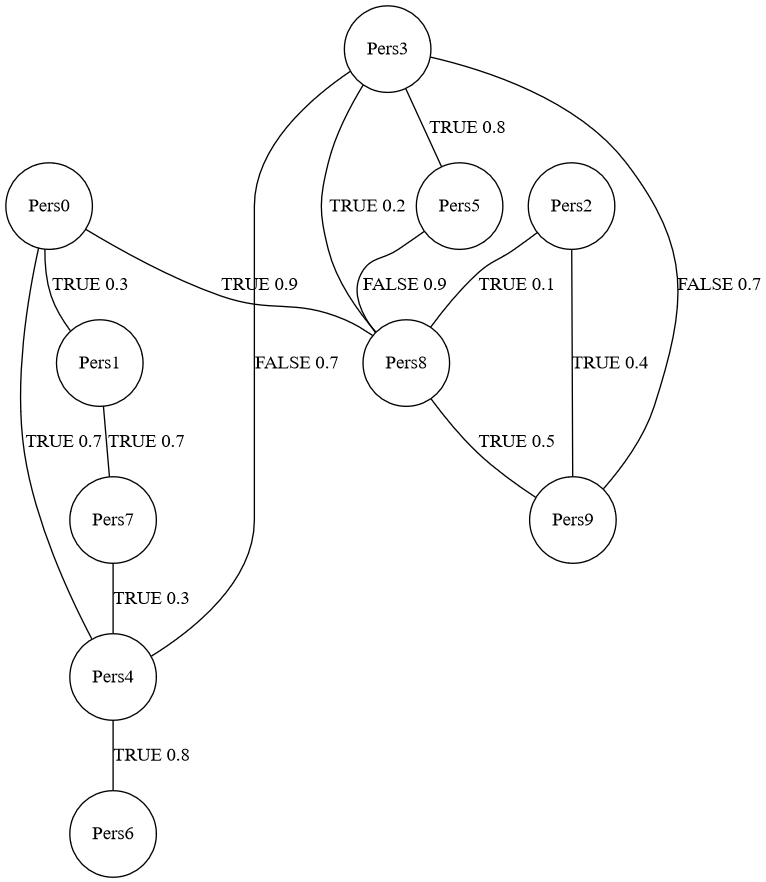 Pers3
TRUE 0.8
Pers0
TRUE 0.2
Pers5
Pers2
TRUE 0.3
TRUE 0.9
FALSE 0.9
TRUE 0.1
FALSE 0.7
Pers1
FALSE 0.7
Pers8
TRUE 0.4
TRUE 0.7
TRUE 0.7
TRUE 0.5
Pers7
Pers9
TRUE 0.3
Pers4
TRUE 0.8
Pers6